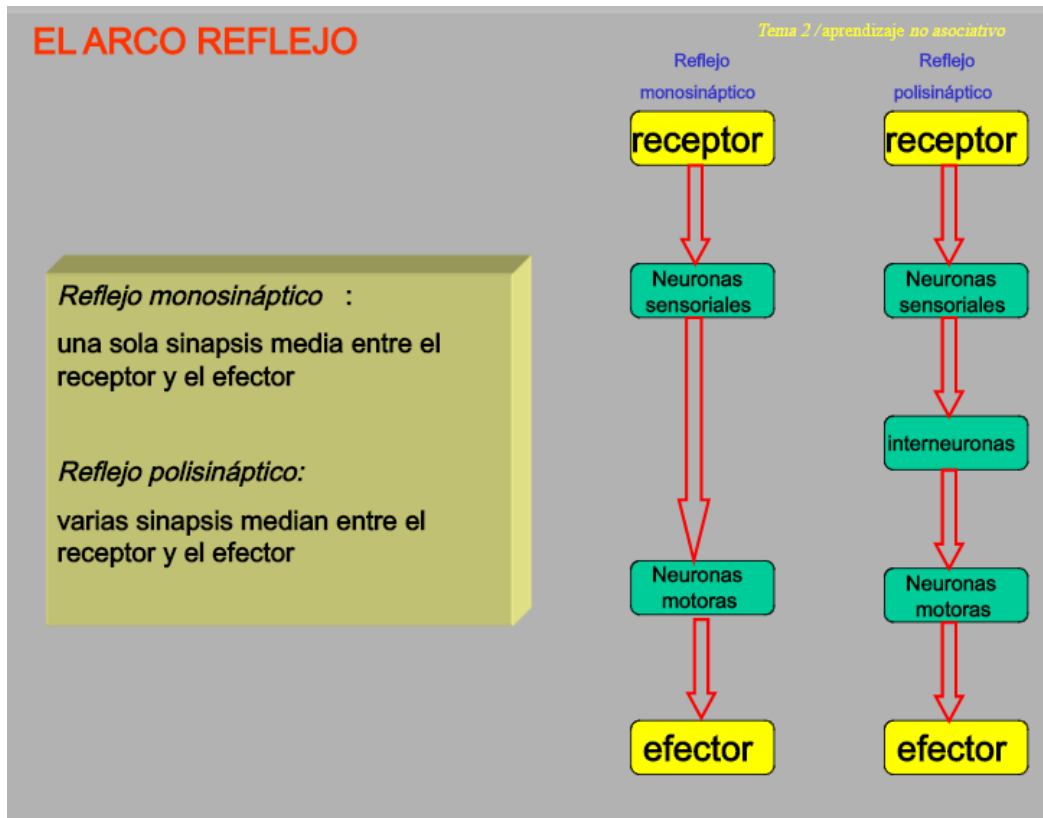 EL ARCO REFLEJO
Tema 2 / aprendizaje no asociativo
Reflejo monosináptico :
una sola sinapsis media entre el
receptor y el efector
Reflejo polisináptico:
varias sinapsis median entre el
receptor y el efector
Reflejo
monosináptico
receptor
Neuronas
sensoriales
Neuronas
motoras
efector
Reflejo
polisináptico
receptor
Neuronas
sensoriales
interneuronas
Neuronas
motoras
efector